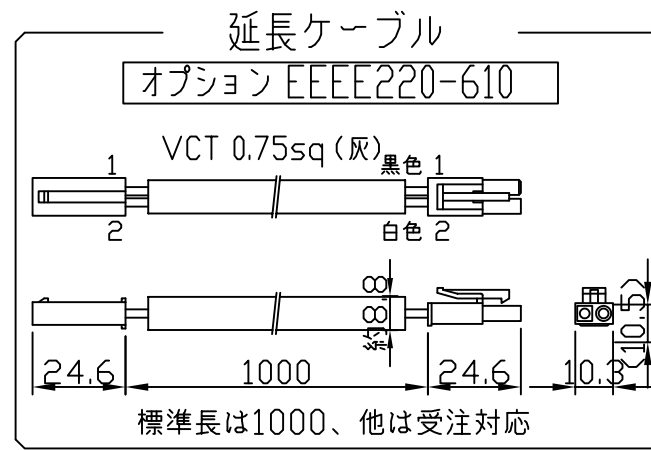 延長ケーブル
オプション EEEE220-610
VCT 0.75sq (灰)
1 黒色 1
2 白色 2
約8.8
(10.5)
24.6 1000 24.6 10.3
標準長は1000、他は受注対応